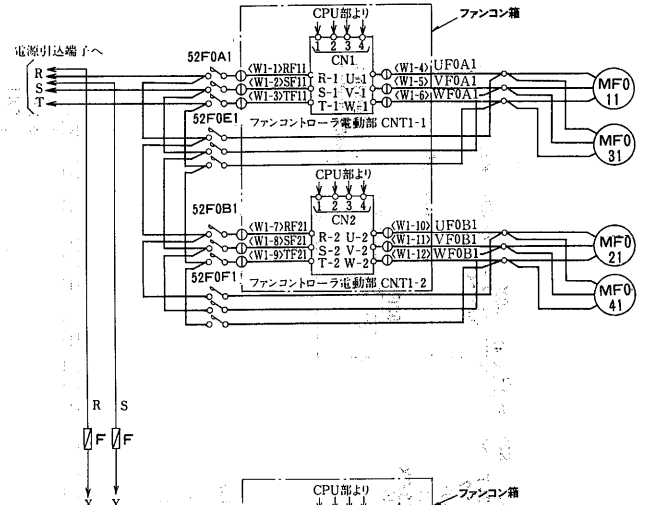 CPU部より
ファンコン箱
電源引込端子へ
52F0A1
1 2 3 4
CN1
R
S
T
〈W1-1〉RF11
〈W1-2〉SF11
〈W1-3〉TF11
R-1 U-1
S-1 V-1
T-1 W-1
〈W1-4〉UF0A1
〈W1-5〉VF0A1
〈W1-6〉WF0A1
MF0
11
52F0E1
ファンコントローラ電動部 CNT1-1
MF0
31
CPU部より
1 2 3 4
CN2
52F0B1
〈W1-7〉RF21
〈W1-8〉SF21
〈W1-9〉TF21
R-2 U-2
S-2 V-2
T-2 W-2
〈W1-10〉UF0B1
〈W1-11〉VF0B1
〈W1-12〉WF0B1
MF0
21
52F0F1
ファンコントローラ電動部 CNT1-2
MF0
41
R S
F F
CPU部より
ファンコン箱